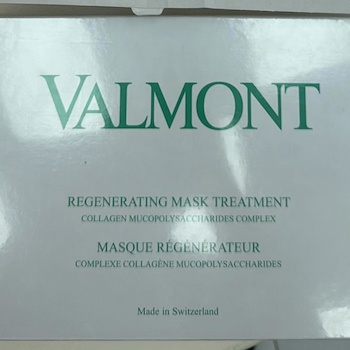 VALMONT
REGENERATING MASK TREATMENT
COLLAGEN MUCOPOLYSACCHARIDES COMPLEX
MASQUE RÉGÉNÉRATEUR
COMPLEXE COLLAGÈNE MUCOPOLYSACCHARIDES
Made in Switzerland